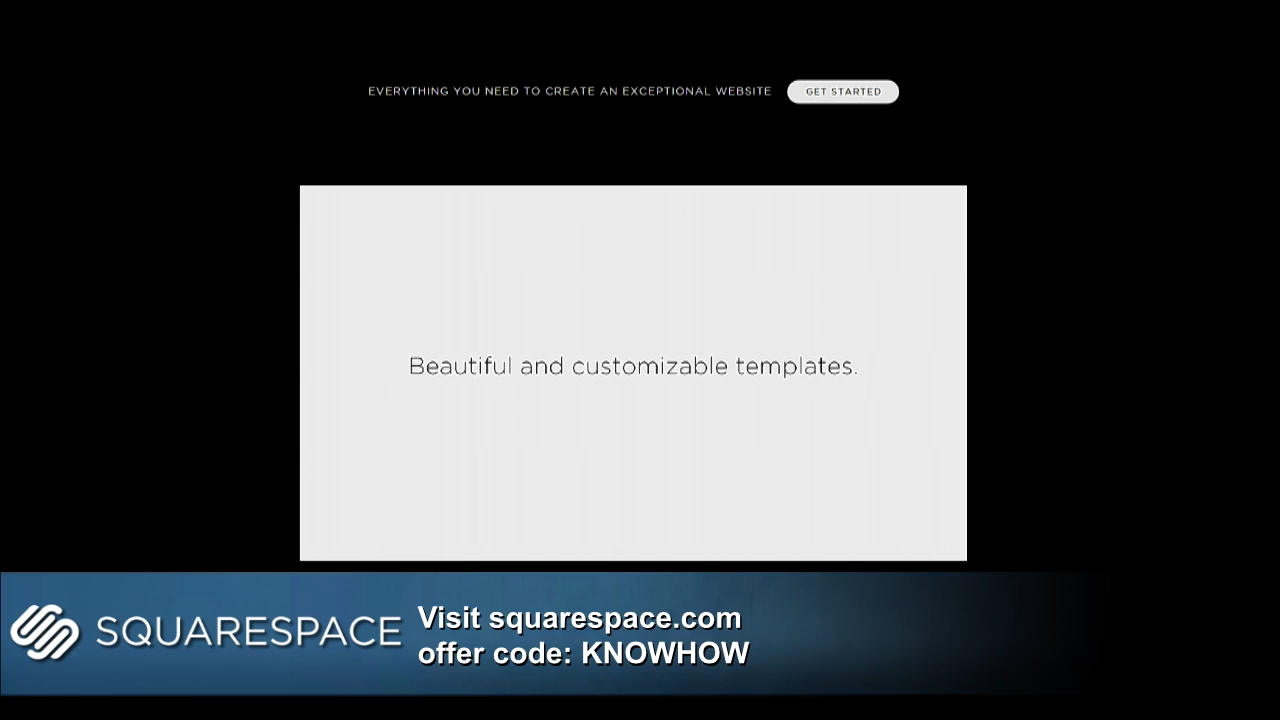 EVERYTHING YOU NEED TO CREATE AN EXCEPTIONAL WEBSITE GET STARTED
Beautiful and customizable templates.
SQUARESPACE
Visit squarespace.com
offer code: KNOWHOW